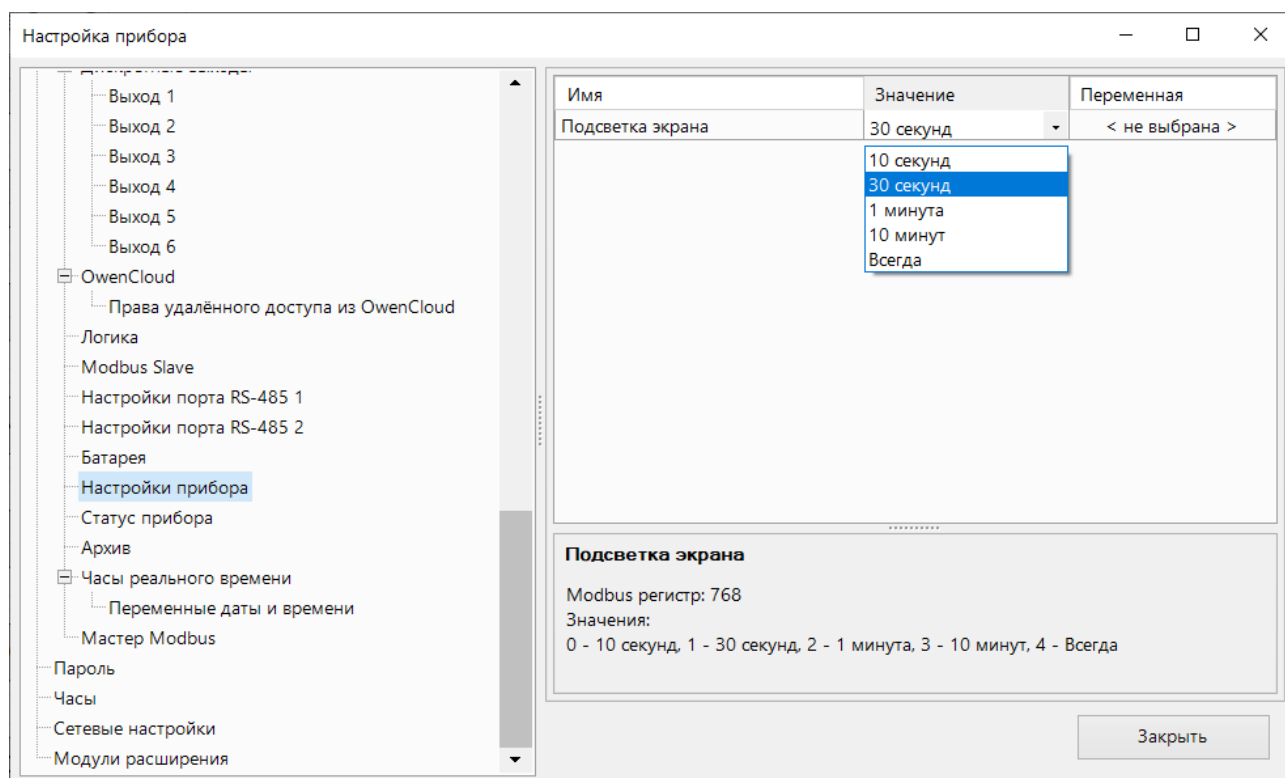 Настройка прибора
Выход 1
Выход 2
Выход 3
Выход 4
Выход 5
Выход 6
OwenCloud
Права удалённого доступа из OwenCloud
Логика
Modbus Slave
Настройки порта RS-485 1
Настройки порта RS-485 2
Батарея
Настройки прибора
Статус прибора
Архив
Часы реального времени
Переменные даты и времени
Мастер Modbus
Пароль
Часы
Сетевые настройки
Модули расширения
Имя Значение Переменная
Подсветка экрана 30 секунд < не выбрана >
10 секунд
30 секунд
1 минута
10 минут
Всегда
Подсветка экрана
Modbus регистр: 768
Значения:
0 - 10 секунд, 1 - 30 секунд, 2 - 1 минута, 3 - 10 минут, 4 - Всегда
Закрыть